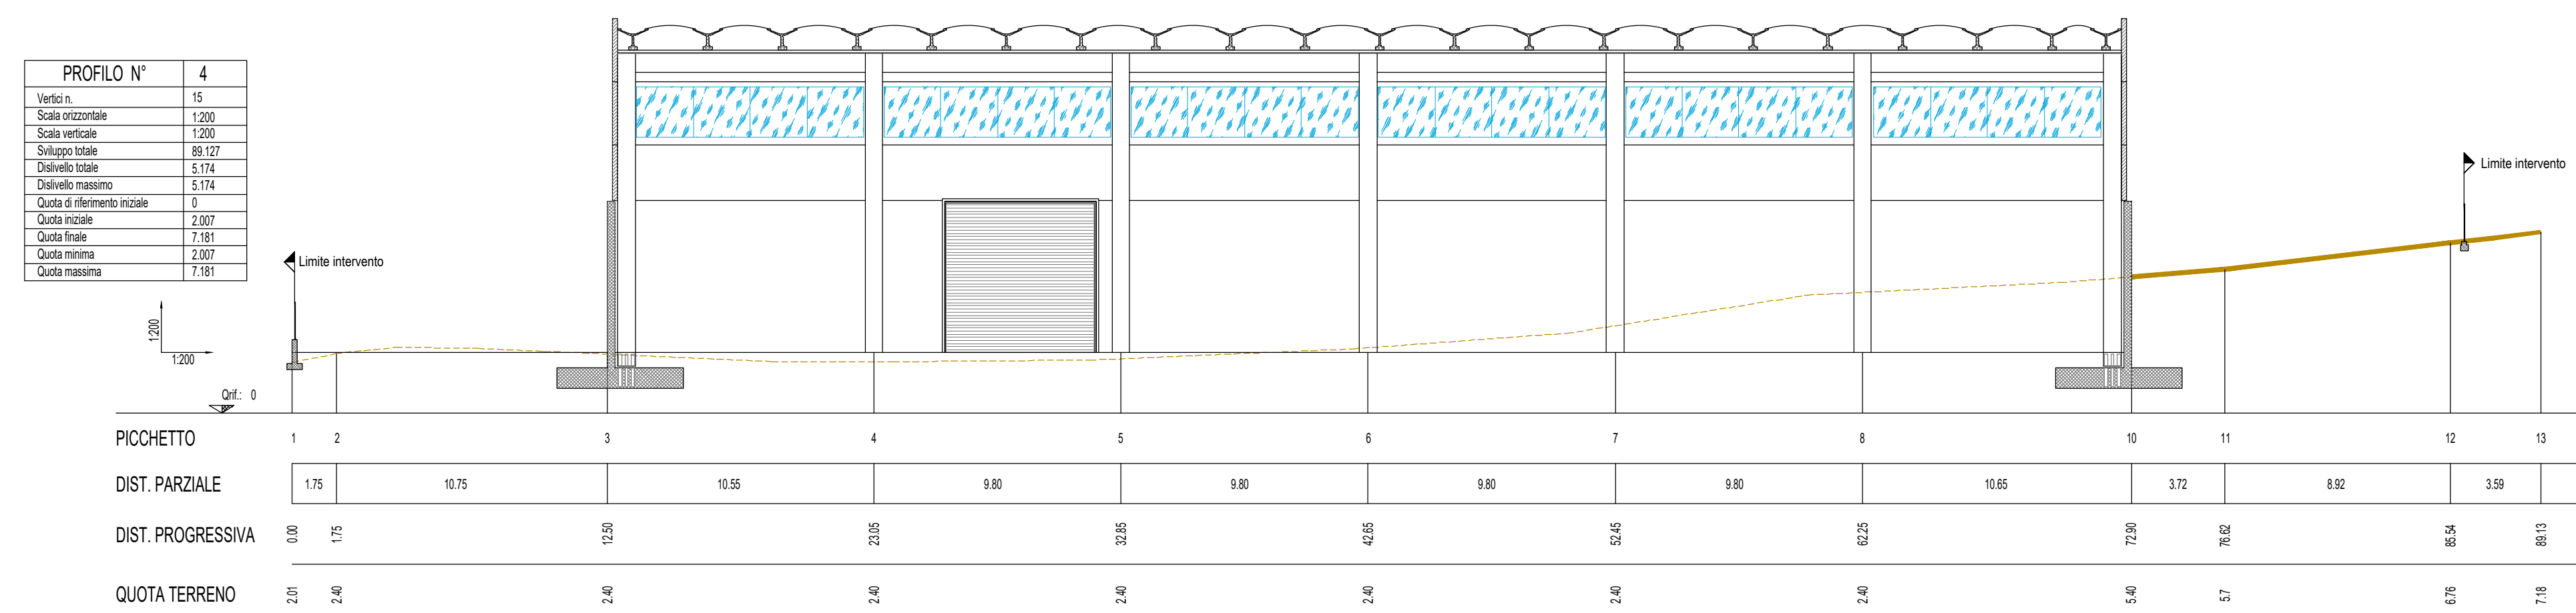 PROFILO N° 4
Vertici n. 15
Scala orizzontale 1:200
Scala verticale 1:200
Sviluppo totale 89.127
Dislivello totale 5.174
Dislivello massimo 5.174
Quota di riferimento iniziale 0
Quota iniziale 2.007
Quota finale 7.181
Quota minima 2.007
Quota massima 7.181
Limite intervento
Limite intervento
1:200
1:200
Qrif.: 0
PICCHETTO 1 2 3 4 5 6 7 8 10 11 12 13
DIST. PARZIALE 1.75 10.75 10.55 9.80 9.80 9.80 9.80 10.65 3.72 8.92 3.59
DIST. PROGRESSIVA 0.00 1.75 12.50 23.05 32.85 42.65 52.45 62.25 72.90 76.62 85.54 89.13
QUOTA TERRENO 2.01 2.40 2.40 2.40 2.40 2.40 2.40 2.40 5.40 5.7 6.76 7.18